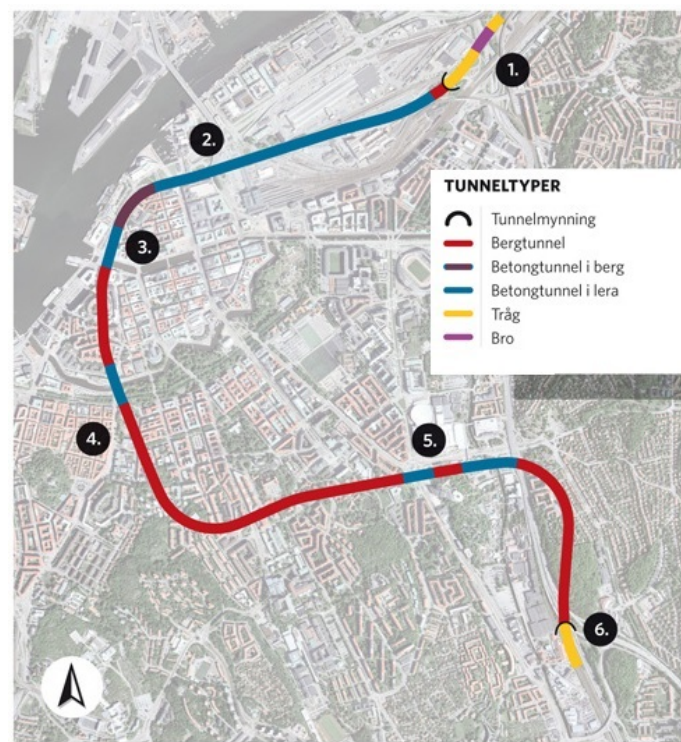 1.
2.
TUNNELTYPER
Tunnelmynning
Bergtunnel
3.
Betongtunnel i berg
Betongtunnel i lera
Tråg
Bro
4.
5.
6.